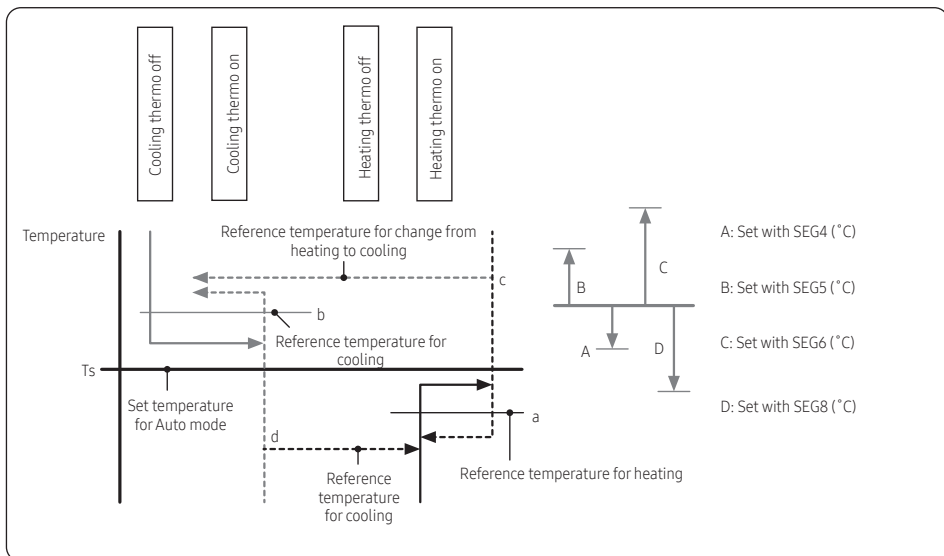 Cooling thermo off
Cooling thermo on
Heating thermo off
Heating thermo on
Temperature
Reference temperature for change from
heating to cooling
c
b
Reference temperature for
cooling
Ts
Set temperature
for Auto mode
a
d
Reference temperature for heating
Reference
temperature
for cooling
B
C
A
D
A: Set with SEG4 (˚C)
B: Set with SEG5 (˚C)
C: Set with SEG6 (˚C)
D: Set with SEG8 (˚C)